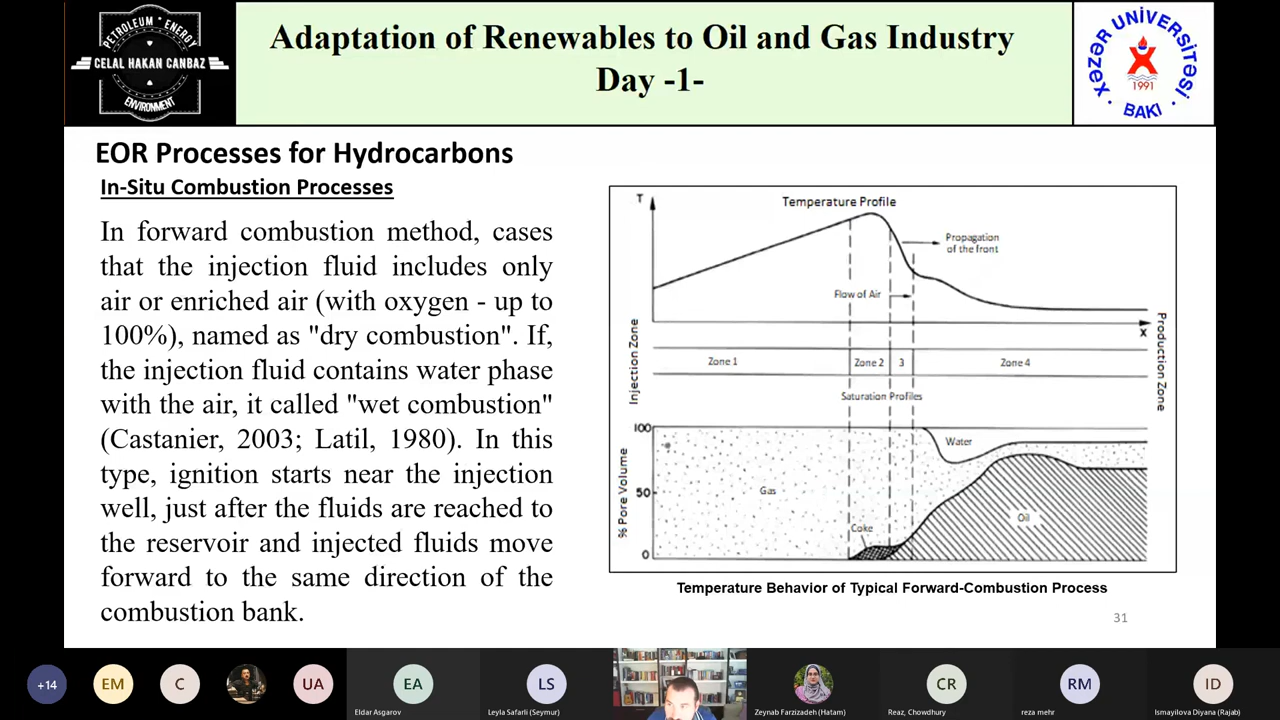 PETROLEUM * ENERGY
CELAL HAKAN CANBAZ
ENVIRONMENT
Adaptation of Renewables to Oil and Gas Industry
Day -1-
XƏZƏR UNİVERSİTƏSİ
1991
· BAKI ·
EOR Processes for Hydrocarbons
In-Situ Combustion Processes
In forward combustion method, cases
that the injection fluid includes only
air or enriched air (with oxygen - up to
100%), named as "dry combustion". If,
the injection fluid contains water phase
with the air, it called "wet combustion"
(Castanier, 2003; Latil, 1980). In this
type, ignition starts near the injection
well, just after the fluids are reached to
the reservoir and injected fluids move
forward to the same direction of the
combustion bank.
T
Temperature Profile
Propagation
of the front
Flow of Air
x
Injection Zone
Production Zone
Zone 1
Zone 2
3
Zone 4
Saturation Profiles
% Pore Volume
100
50
0
Water
Gas
Coke
Oil
Temperature Behavior of Typical Forward-Combustion Process
31
+14
EM
C
UA
EA
LS
CR
RM
ID
Eldar Asgarov
Leyla Safarli (Seymur)
Zeynab Farzizadeh (Hatam)
Reaz, Chowdhury
reza mehr
Ismayilova Diyana (Rajab)